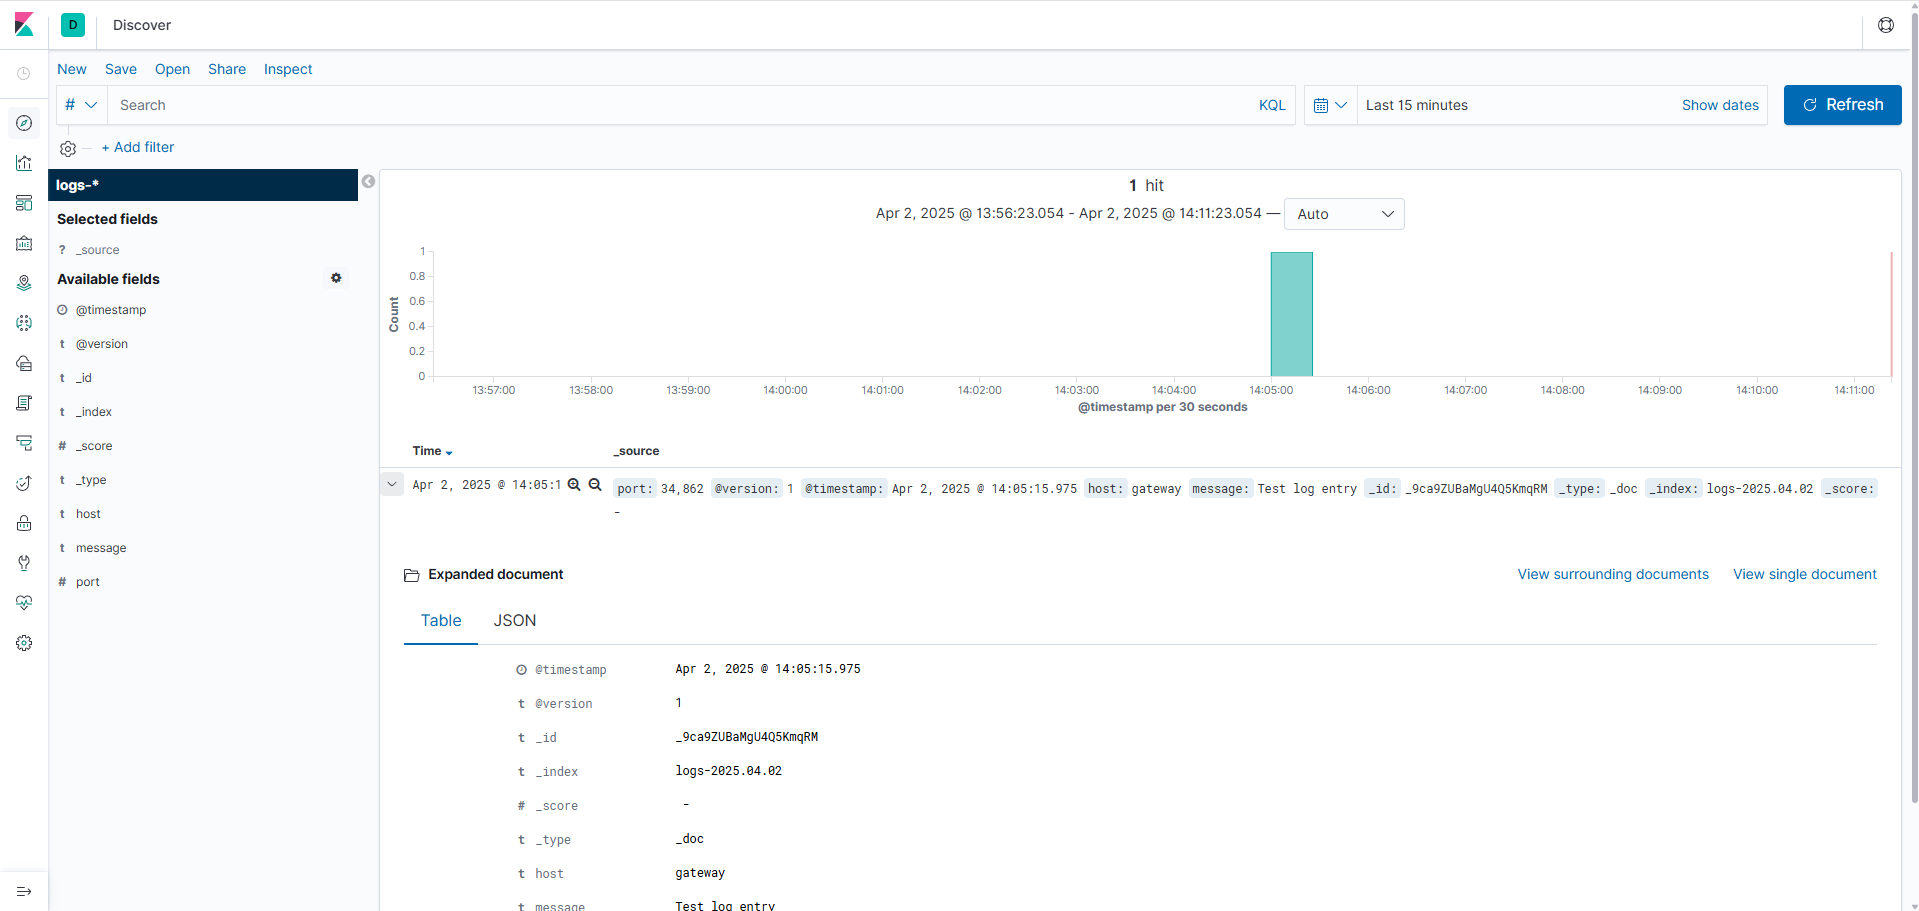 D Discover
New Save Open Share Inspect
# Search KQL Last 15 minutes Show dates Refresh
+ Add filter
logs-*
Selected fields
? _source
Available fields
@timestamp
t @version
t _id
t _index
# _score
t _type
t host
t message
# port
1 hit
Apr 2, 2025 @ 13:56:23.054 - Apr 2, 2025 @ 14:11:23.054 — Auto
Count
1
0.8
0.6
0.4
0.2
0
13:57:00 13:58:00 13:59:00 14:00:00 14:01:00 14:02:00 14:03:00 14:04:00 14:05:00 14:06:00 14:07:00 14:08:00 14:09:00 14:10:00 14:11:00
@timestamp per 30 seconds
Time _source
Apr 2, 2025 @ 14:05:1 port: 34,862 @version: 1 @timestamp: Apr 2, 2025 @ 14:05:15.975 host: gateway message: Test log entry _id: _9ca9ZUBaMgU4Q5KmqRM _type: _doc _index: logs-2025.04.02 _score:
-
Expanded document View surrounding documents View single document
Table JSON
@timestamp Apr 2, 2025 @ 14:05:15.975
t @version 1
t _id _9ca9ZUBaMgU4Q5KmqRM
t _index logs-2025.04.02
# _score -
t _type _doc
t host gateway
t message Test log entry